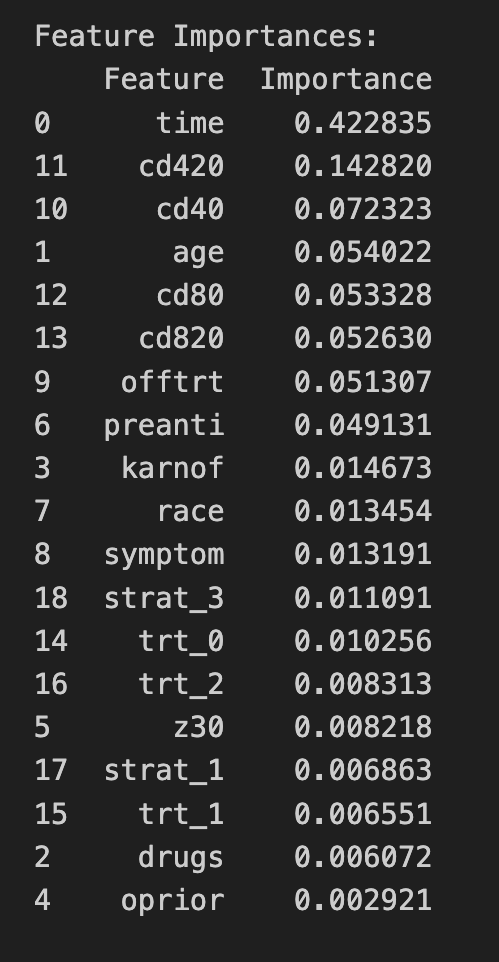 Feature Importances:
Feature Importance
0 time 0.422835
11 cd420 0.142820
10 cd40 0.072323
1 age 0.054022
12 cd80 0.053328
13 cd820 0.052630
9 offtrt 0.051307
6 preanti 0.049131
3 karnof 0.014673
7 race 0.013454
8 symptom 0.013191
18 strat_3 0.011091
14 trt_0 0.010256
16 trt_2 0.008313
5 z30 0.008218
17 strat_1 0.006863
15 trt_1 0.006551
2 drugs 0.006072
4 oprior 0.002921